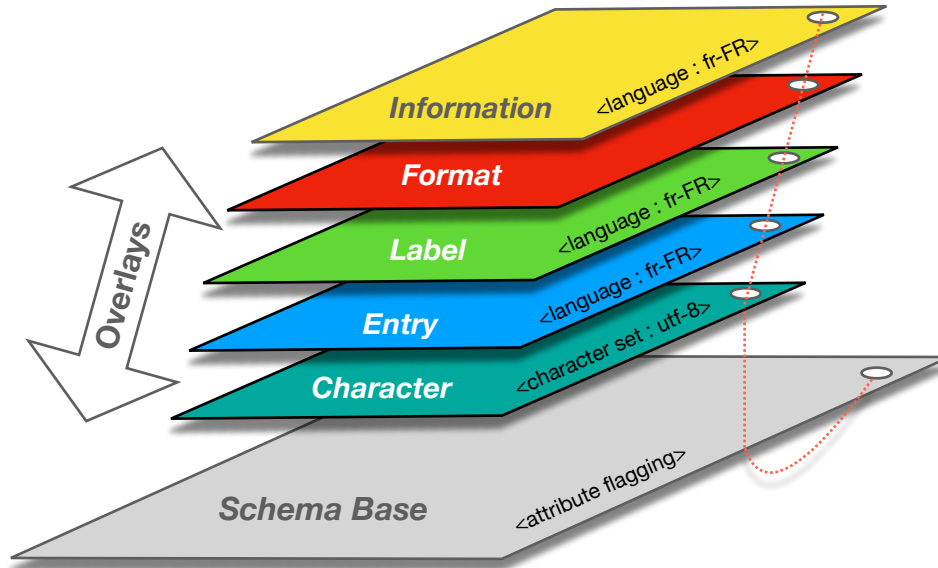 Information
<language : fr-FR>
Format
Label
<language : fr-FR>
Entry
<language : fr-FR>
Character
<character set : utf-8>
Overlays
Schema Base
<attribute flagging>